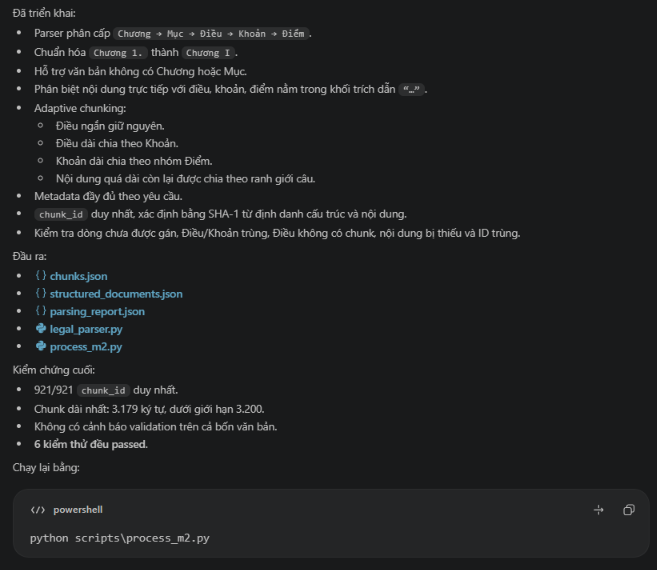 Đã triển khai:
• Parser phân cấp Chương → Mục → Điều → Khoản → Điểm.
• Chuẩn hóa Chương 1. thành Chương I.
• Hỗ trợ văn bản không có Chương hoặc Mục.
• Phân biệt nội dung trực tiếp với điều, khoản, điểm nằm trong khối trích dẫn “…”.
• Adaptive chunking:
○ Điều ngắn giữ nguyên.
○ Điều dài chia theo Khoản.
○ Khoản dài chia theo nhóm Điểm.
○ Nội dung quá dài còn lại được chia theo ranh giới câu.
• Metadata đầy đủ theo yêu cầu.
• chunk_id duy nhất, xác định bằng SHA-1 từ định danh cấu trúc và nội dung.
• Kiểm tra dòng chưa được gán, Điều/Khoản trùng, Điều không có chunk, nội dung bị thiếu và ID trùng.
Đầu ra:
• {} chunks.json
• {} structured_documents.json
• {} parsing_report.json
• legal_parser.py
• process_m2.py
Kiểm chứng cuối:
• 921/921 chunk_id duy nhất.
• Chunk dài nhất: 3.179 ký tự, dưới giới hạn 3.200.
• Không có cảnh báo validation trên cả bốn văn bản.
• 6 kiểm thử đều passed.
Chạy lại bằng:
</> powershell
python scripts\process_m2.py